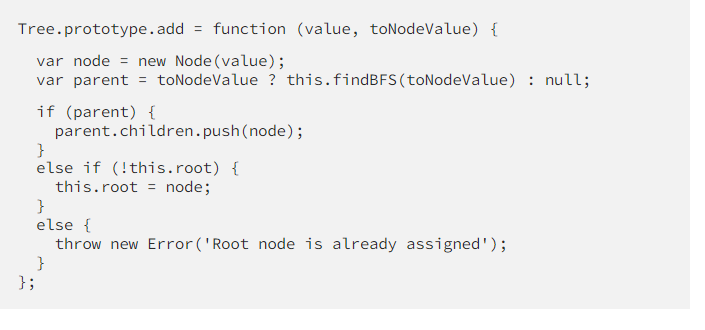 Tree.prototype.add = function (value, toNodeValue) {
  var node = new Node(value);
  var parent = toNodeValue ? this.findBFS(toNodeValue) : null;
  if (parent) {
    parent.children.push(node);
  }
  else if (!this.root) {
    this.root = node;
  }
  else {
    throw new Error('Root node is already assigned');
  }
};